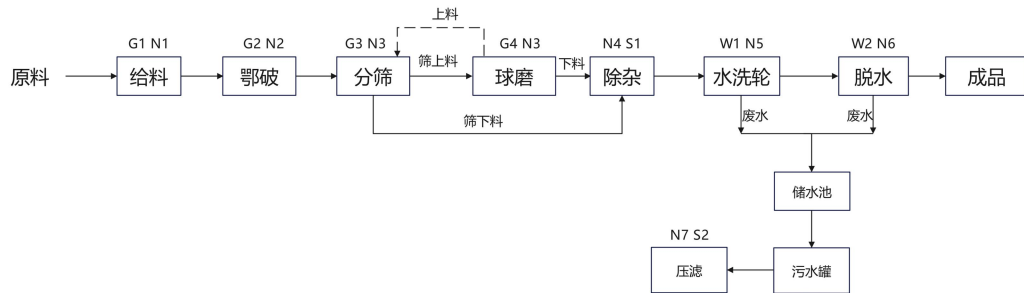 上料
G1 N1
G2 N2
G3 N3
G4 N3
N4 S1
W1 N5
W2 N6
原料
给料
鄂破
分筛
筛上料
球磨
下料
除杂
水洗轮
脱水
成品
筛下料
废水
废水
储水池
N7 S2
压滤
污水罐